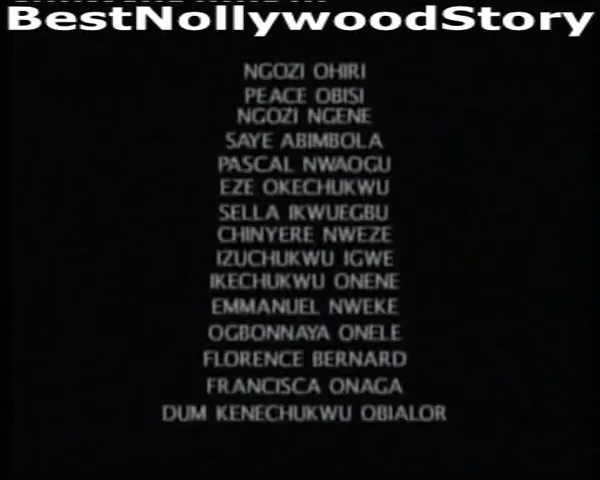 BestNollywoodStory
NGOZI OHIRI
PEACE OBISI
NGOZI NGENE
SAYE ABIMBOLA
PASCAL NWAOGU
EZE OKECHUKWU
SELLA IKWUEGBU
CHINYERE NWEZE
IZUCHUKWU IGWE
IKECHUKWU ONENE
EMMANUEL NWEKE
OGBONNAYA ONELE
FLORENCE BERNARD
FRANCISCA ONAGA
DUM KENECHUKWU OBIALOR